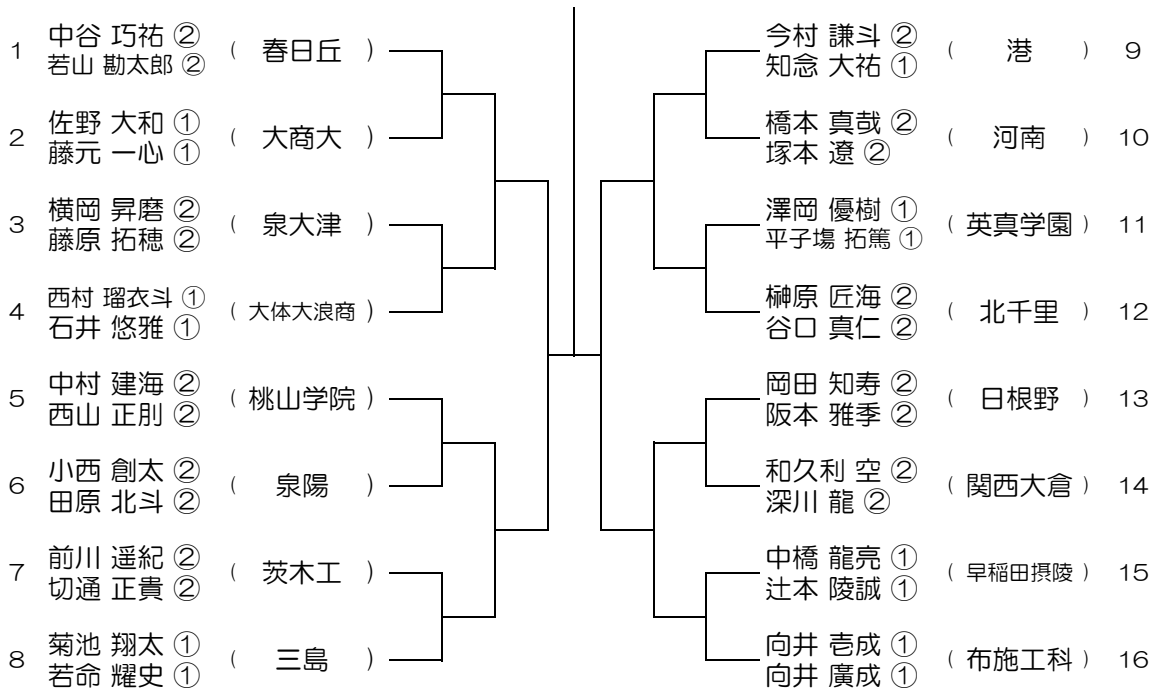 1 中谷 巧祐 ② ( 春日丘 )
若山 勘太郎 ②
2 佐野 大和 ① ( 大商大 )
藤元 一心 ①
3 横岡 昇磨 ② ( 泉大津 )
藤原 拓穂 ②
4 西村 瑠衣斗 ① ( 大体大浪商 )
石井 悠雅 ①
5 中村 建海 ② ( 桃山学院 )
西山 正刖 ②
6 小西 創太 ② ( 泉陽 )
田原 北斗 ②
7 前川 遥紀 ② ( 茨木工 )
切通 正貴 ②
8 菊池 翔太 ① ( 三島 )
若命 耀史 ①
今村 謙斗 ② ( 港 ) 9
知念 大祐 ①
橋本 真哉 ② ( 河南 ) 10
塚本 遼 ②
澤岡 優樹 ① ( 英真学園 ) 11
平子塲 拓篤 ①
榊原 匠海 ② ( 北千里 ) 12
谷口 真仁 ②
岡田 知寿 ② ( 日根野 ) 13
阪本 雅季 ②
和久利 空 ② ( 関西大倉 ) 14
深川 龍 ②
中橋 龍亮 ① ( 早稲田摂陵 ) 15
辻本 陵誠 ①
向井 壱成 ① ( 布施工科 ) 16
向井 廣成 ①